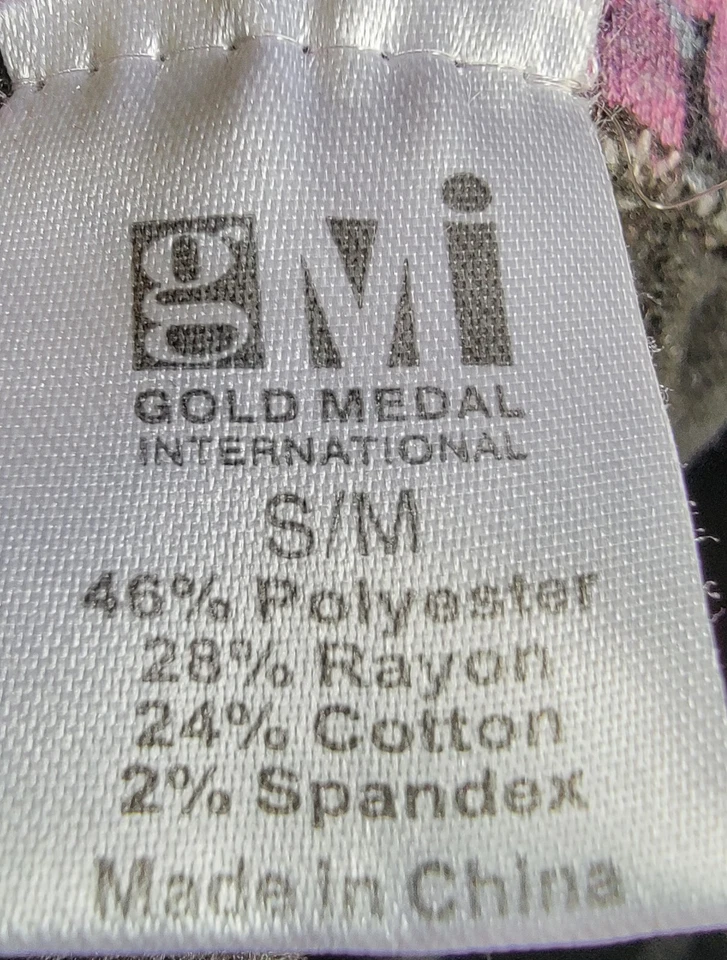 gMi
GOLD MEDAL
INTERNATIONAL
S/M
46% Polyester
28% Rayon
24% Cotton
2% Spandex
Made in China